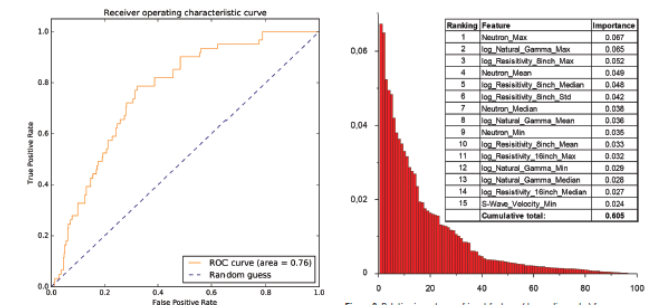 Receiver operating characteristic curve
1.0
0.8
0.6
0.4
0.2
0.0
True Positive Rate
ROC curve (area = 0.76)
Random guess
0.0 0.2 0.4 0.6 0.8 1.0
False Positive Rate
0,06
0,04
0,02
0
0 20 40 60 80 100
Ranking Feature Importance
1 Neutron_Max 0.067
2 log_Natural_Gamma_Max 0.065
3 log_Resisitivity_8inch_Max 0.052
4 Neutron_Mean 0.049
5 log_Resisitivity_8inch_Median 0.048
6 log_Resisitivity_8inch_Std 0.042
7 Neutron_Median 0.038
8 log_Natural_Gamma_Mean 0.036
9 Neutron_Min 0.035
10 log_Resistivity_8inch_Mean 0.033
11 log_Resistivity_16inch_Max 0.032
12 log_Natural_Gamma_Min 0.029
13 log_Natural_Gamma_Median 0.028
14 log_Resistivity_16inch_Median 0.027
15 S-Wave_Velocity_Min 0.024
Cumulative total: 0.605